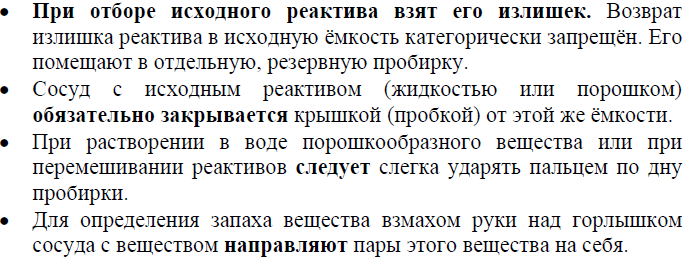 • При отборе исходного реактива взят его излишек. Возврат
излишка реактива в исходную ёмкость категорически запрещён. Его
помещают в отдельную, резервную пробирку.
• Сосуд с исходным реактивом (жидкостью или порошком)
обязательно закрывается крышкой (пробкой) от этой же ёмкости.
• При растворении в воде порошкообразного вещества или при
перемешивании реактивов следует слегка ударять пальцем по дну
пробирки.
• Для определения запаха вещества взмахом руки над горлышком
сосуда с веществом направляют пары этого вещества на себя.